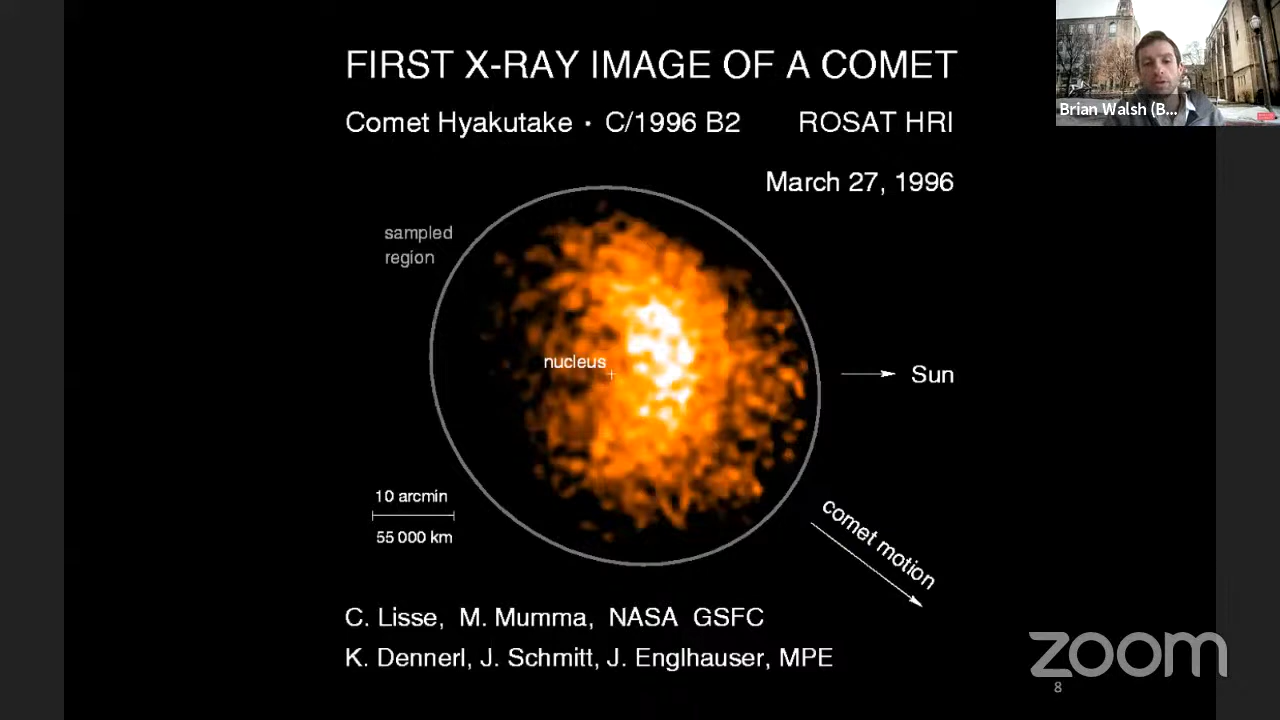 FIRST X-RAY IMAGE OF A COMET
Comet Hyakutake · C/1996 B2 ROSAT HRI
March 27, 1996
sampled
region
nucleus
Sun
10 arcmin
55 000 km
comet motion
C. Lisse, M. Mumma, NASA GSFC
K. Dennerl, J. Schmitt, J. Englhauser, MPE
Brian Walsh (B...
zoom
8